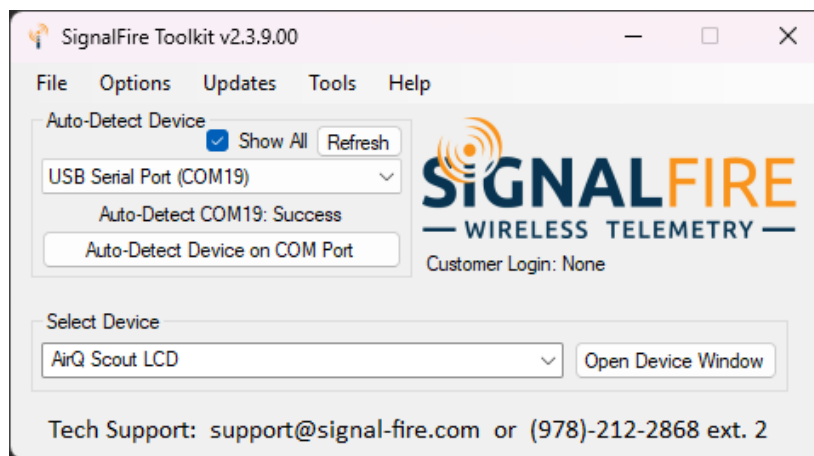 SignalFire Toolkit v2.3.9.00
File Options Updates Tools Help
Auto-Detect Device
Show All Refresh
USB Serial Port (COM19)
Auto-Detect COM19: Success
Auto-Detect Device on COM Port
SIGNALFIRE
WIRELESS TELEMETRY
Customer Login: None
Select Device
AirQ Scout LCD
Open Device Window
Tech Support: support@signal-fire.com or (978)-212-2868 ext. 2